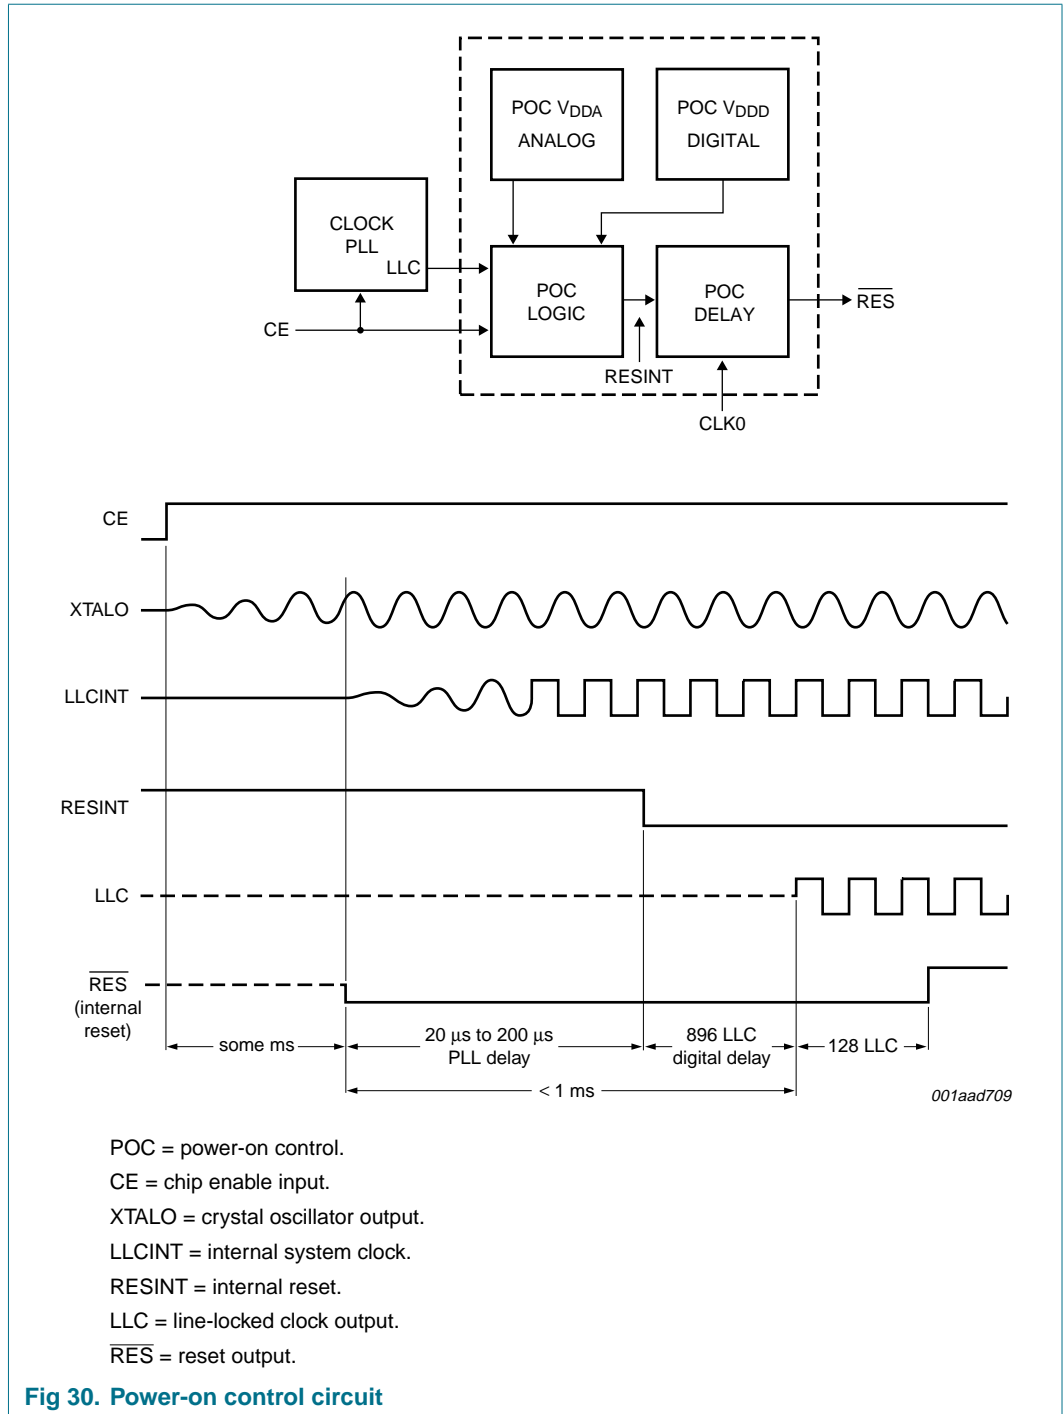 POC VDDA
ANALOG
POC VDDD
DIGITAL
CLOCK
PLL
LLC
POC
LOGIC
POC
DELAY
RES
CE
RESINT
CLK0
CE
XTALO
LLCINT
RESINT
LLC
RES
(internal
reset)
some ms
20 μs to 200 μs
PLL delay
896 LLC
digital delay
128 LLC
< 1 ms
001aad709
POC = power-on control.
CE = chip enable input.
XTALO = crystal oscillator output.
LLCINT = internal system clock.
RESINT = internal reset.
LLC = line-locked clock output.
RES = reset output.
Fig 30. Power-on control circuit